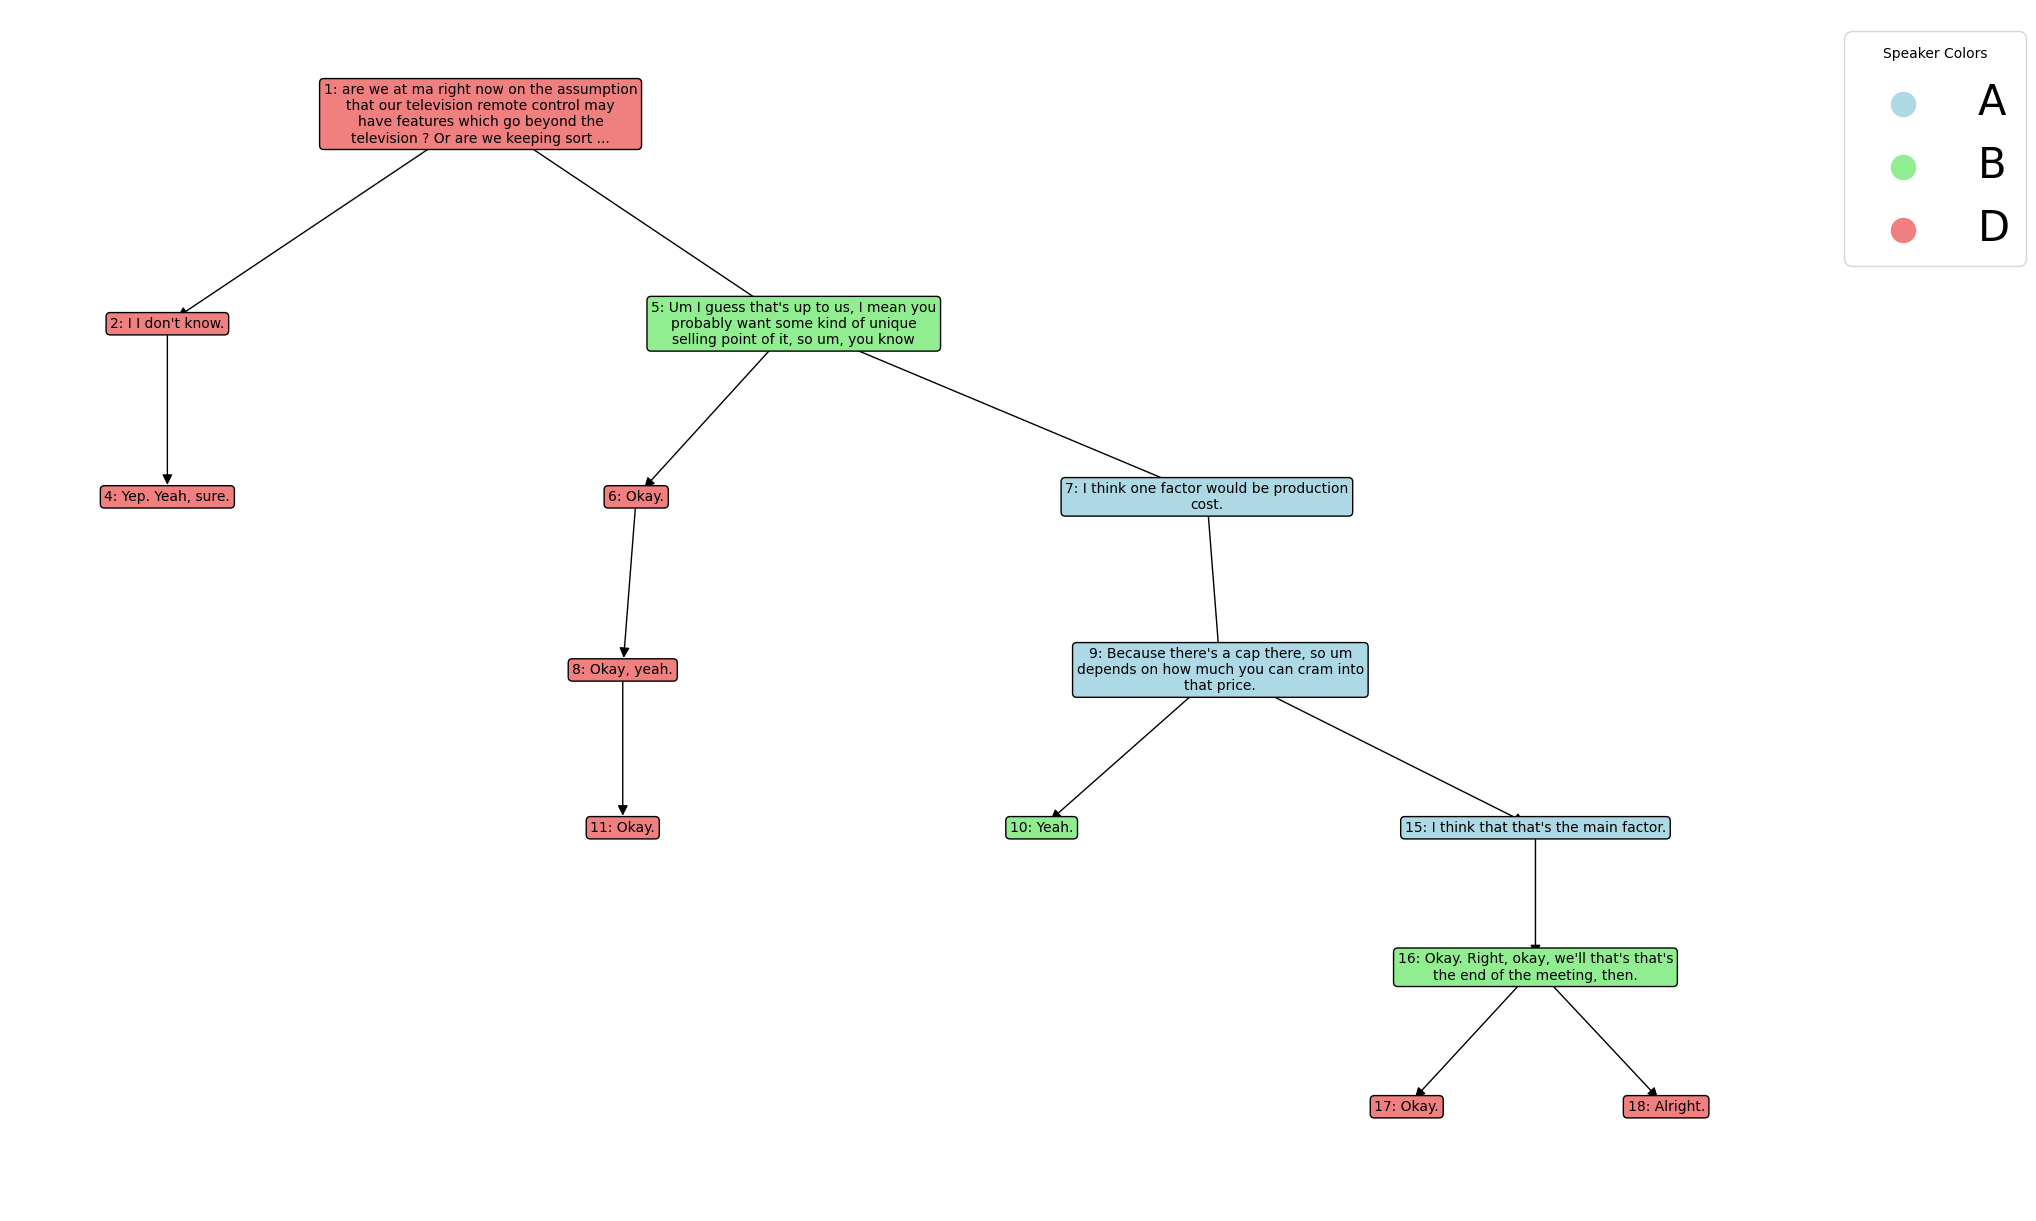 Speaker Colors
A
B
D
1: are we at ma right now on the assumption
that our television remote control may
have features which go beyond the
television ? Or are we keeping sort ...
2: I I don't know.
5: Um I guess that's up to us, I mean you
probably want some kind of unique
selling point of it, so um, you know
4: Yep. Yeah, sure.
6: Okay.
7: I think one factor would be production
cost.
8: Okay, yeah.
9: Because there's a cap there, so um
depends on how much you can cram into
that price.
11: Okay.
10: Yeah.
15: I think that that's the main factor.
16: Okay. Right, okay, we'll that's that's
the end of the meeting, then.
17: Okay.
18: Alright.